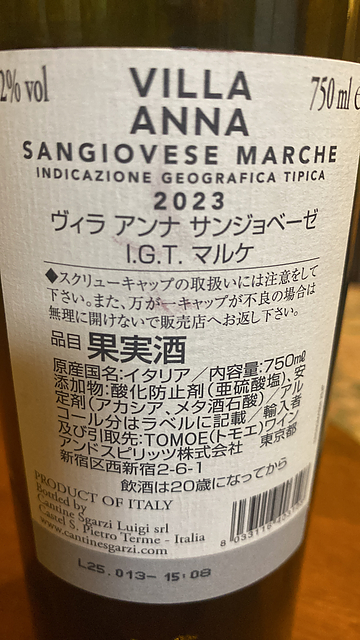 2% vol
VILLA
ANNA
750 ml e
SANGIOVESE MARCHE
INDICAZIONE GEOGRAFICA TIPICA
2023
ヴィラ アンナ サンジョベーゼ
I.G.T. マルケ
◆スクリューキャップの取扱いには注意をして
下さい。また、万が一キャップが不良の場合は
無理に開けないで販売店へお返し下さい。
品目 果実酒
原産国名:イタリア/内容量:750㎖
添加物:酸化防止剤(亜硫酸塩)、安
定剤(アカシア、メタ酒石酸)/アル
コール分はラベルに記載/輸入者
及び引取先:TOMOE(トモエ)ワイン
アンドスピリッツ株式会社 東京都
新宿区西新宿2-6-1
飲酒は20歳になってから
PRODUCT OF ITALY
Bottled by
Cantine Sgarzi Luigi srl
Castel S. Pietro Terme - Italia
www.cantinesgarzi.com
L25.013- 15:08